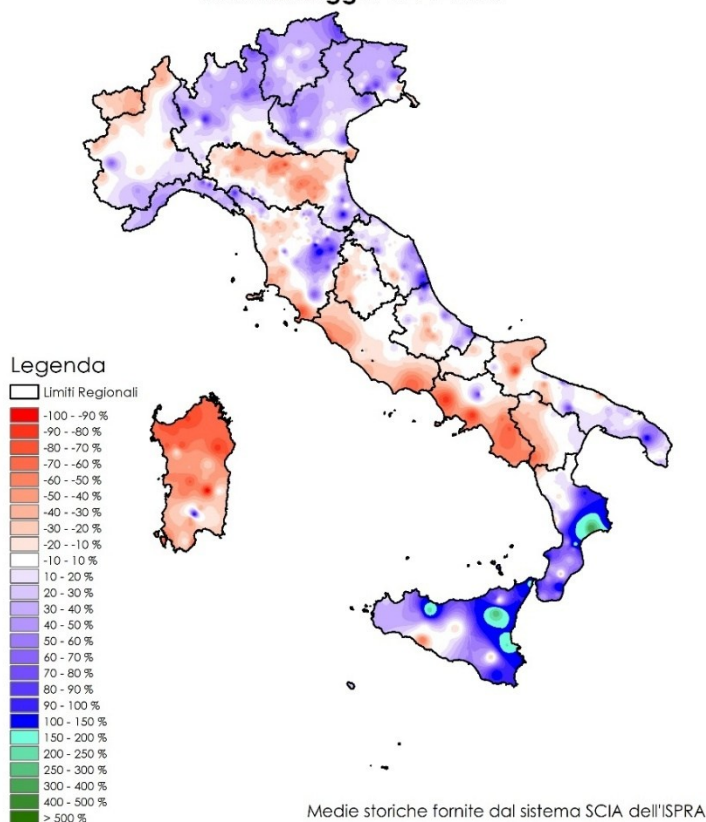 Legenda
Limiti Regionali
-100 - -90 %
-90 - -80 %
-80 - -70 %
-70 - -60 %
-60 - -50 %
-50 - -40 %
-40 - -30 %
-30 - -20 %
-20 - -10 %
-10 - 10 %
10 - 20 %
20 - 30 %
30 - 40 %
40 - 50 %
50 - 60 %
60 - 70 %
70 - 80 %
80 - 90 %
90 - 100 %
100 - 150 %
150 - 200 %
200 - 250 %
250 - 300 %
300 - 400 %
400 - 500 %
> 500 %
Medie storiche fornite dal sistema SCIA dell'ISPRA